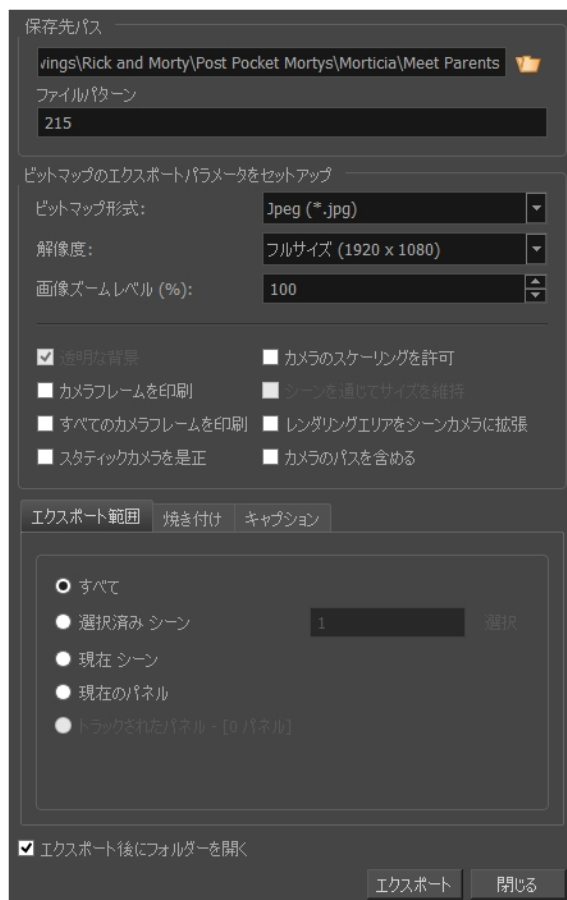 保存先パス
vings\Rick and Morty\Post Pocket Mortys\Morticia\Meet Parents
ファイルパターン
215
ビットマップのエクスポートパラメータをセットアップ
ビットマップ形式: Jpeg (*.jpg)
解像度: フルサイズ (1920 x 1080)
画像ズームレベル (%): 100
透明な背景 カメラのスケーリングを許可
カメラフレームを印刷 シーンを通じてサイズを維持
すべてのカメラフレームを印刷 レンダリングエリアをシーンカメラに拡張
スタティックカメラを是正 カメラのパスを含める
エクスポート範囲 焼き付け キャプション
すべて
選択済み シーン 1 選択
現在 シーン
現在のパネル
トラックされたパネル - [0 パネル]
エクスポート後にフォルダーを開く
エクスポート 閉じる